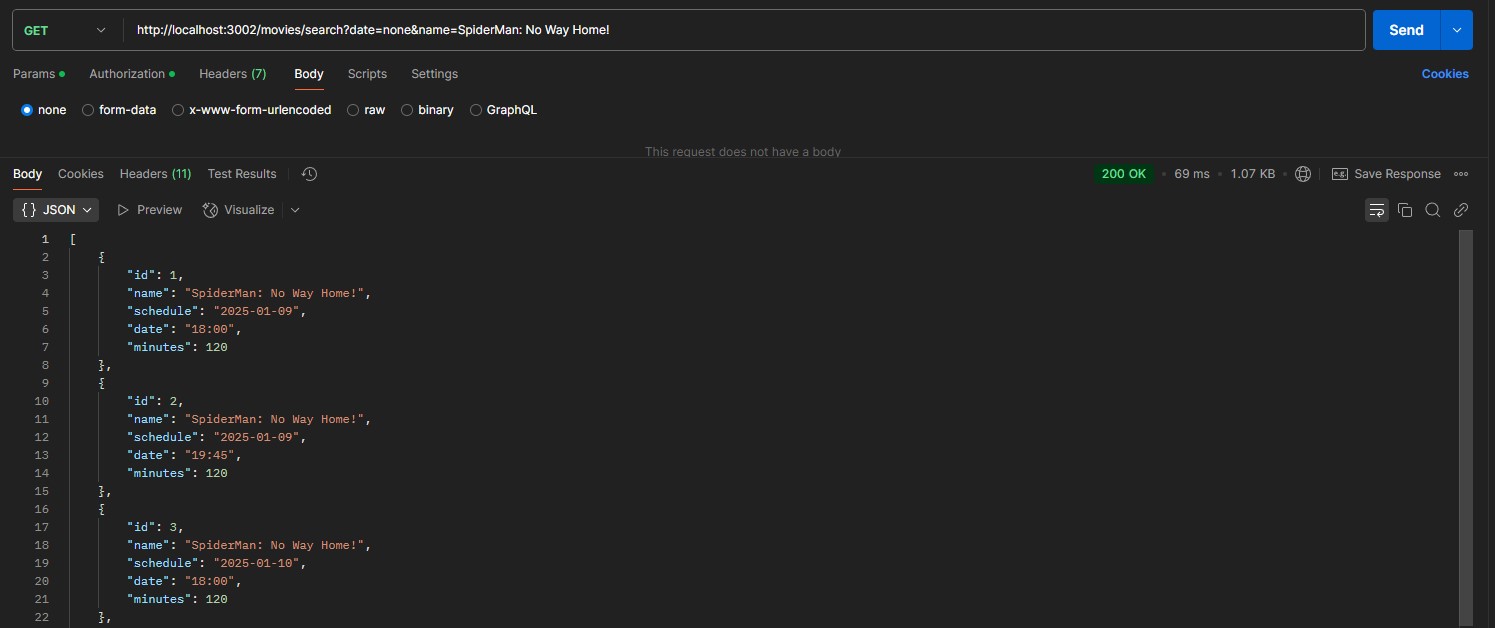 GET http://localhost:3002/movies/search?date=none&name=SpiderMan: No Way Home! Send
Params Authorization Headers (7) Body Scripts Settings Cookies
none form-data x-www-form-urlencoded raw binary GraphQL
This request does not have a body
Body Cookies Headers (11) Test Results 200 OK • 69 ms • 1.07 KB • e.g. Save Response
{} JSON Preview Visualize
1 [
2 {
3 "id": 1,
4 "name": "SpiderMan: No Way Home!",
5 "schedule": "2025-01-09",
6 "date": "18:00",
7 "minutes": 120
8 },
9 {
10 "id": 2,
11 "name": "SpiderMan: No Way Home!",
12 "schedule": "2025-01-09",
13 "date": "19:45",
14 "minutes": 120
15 },
16 {
17 "id": 3,
18 "name": "SpiderMan: No Way Home!",
19 "schedule": "2025-01-10",
20 "date": "18:00",
21 "minutes": 120
22 },